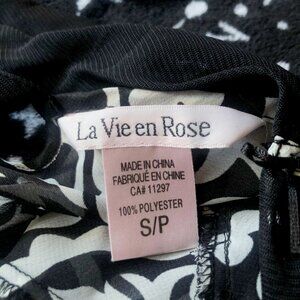 La Vie en Rose
MADE IN CHINA
FABRIQUÉ EN CHINE
CA# 11297
100% POLYESTER
S/P